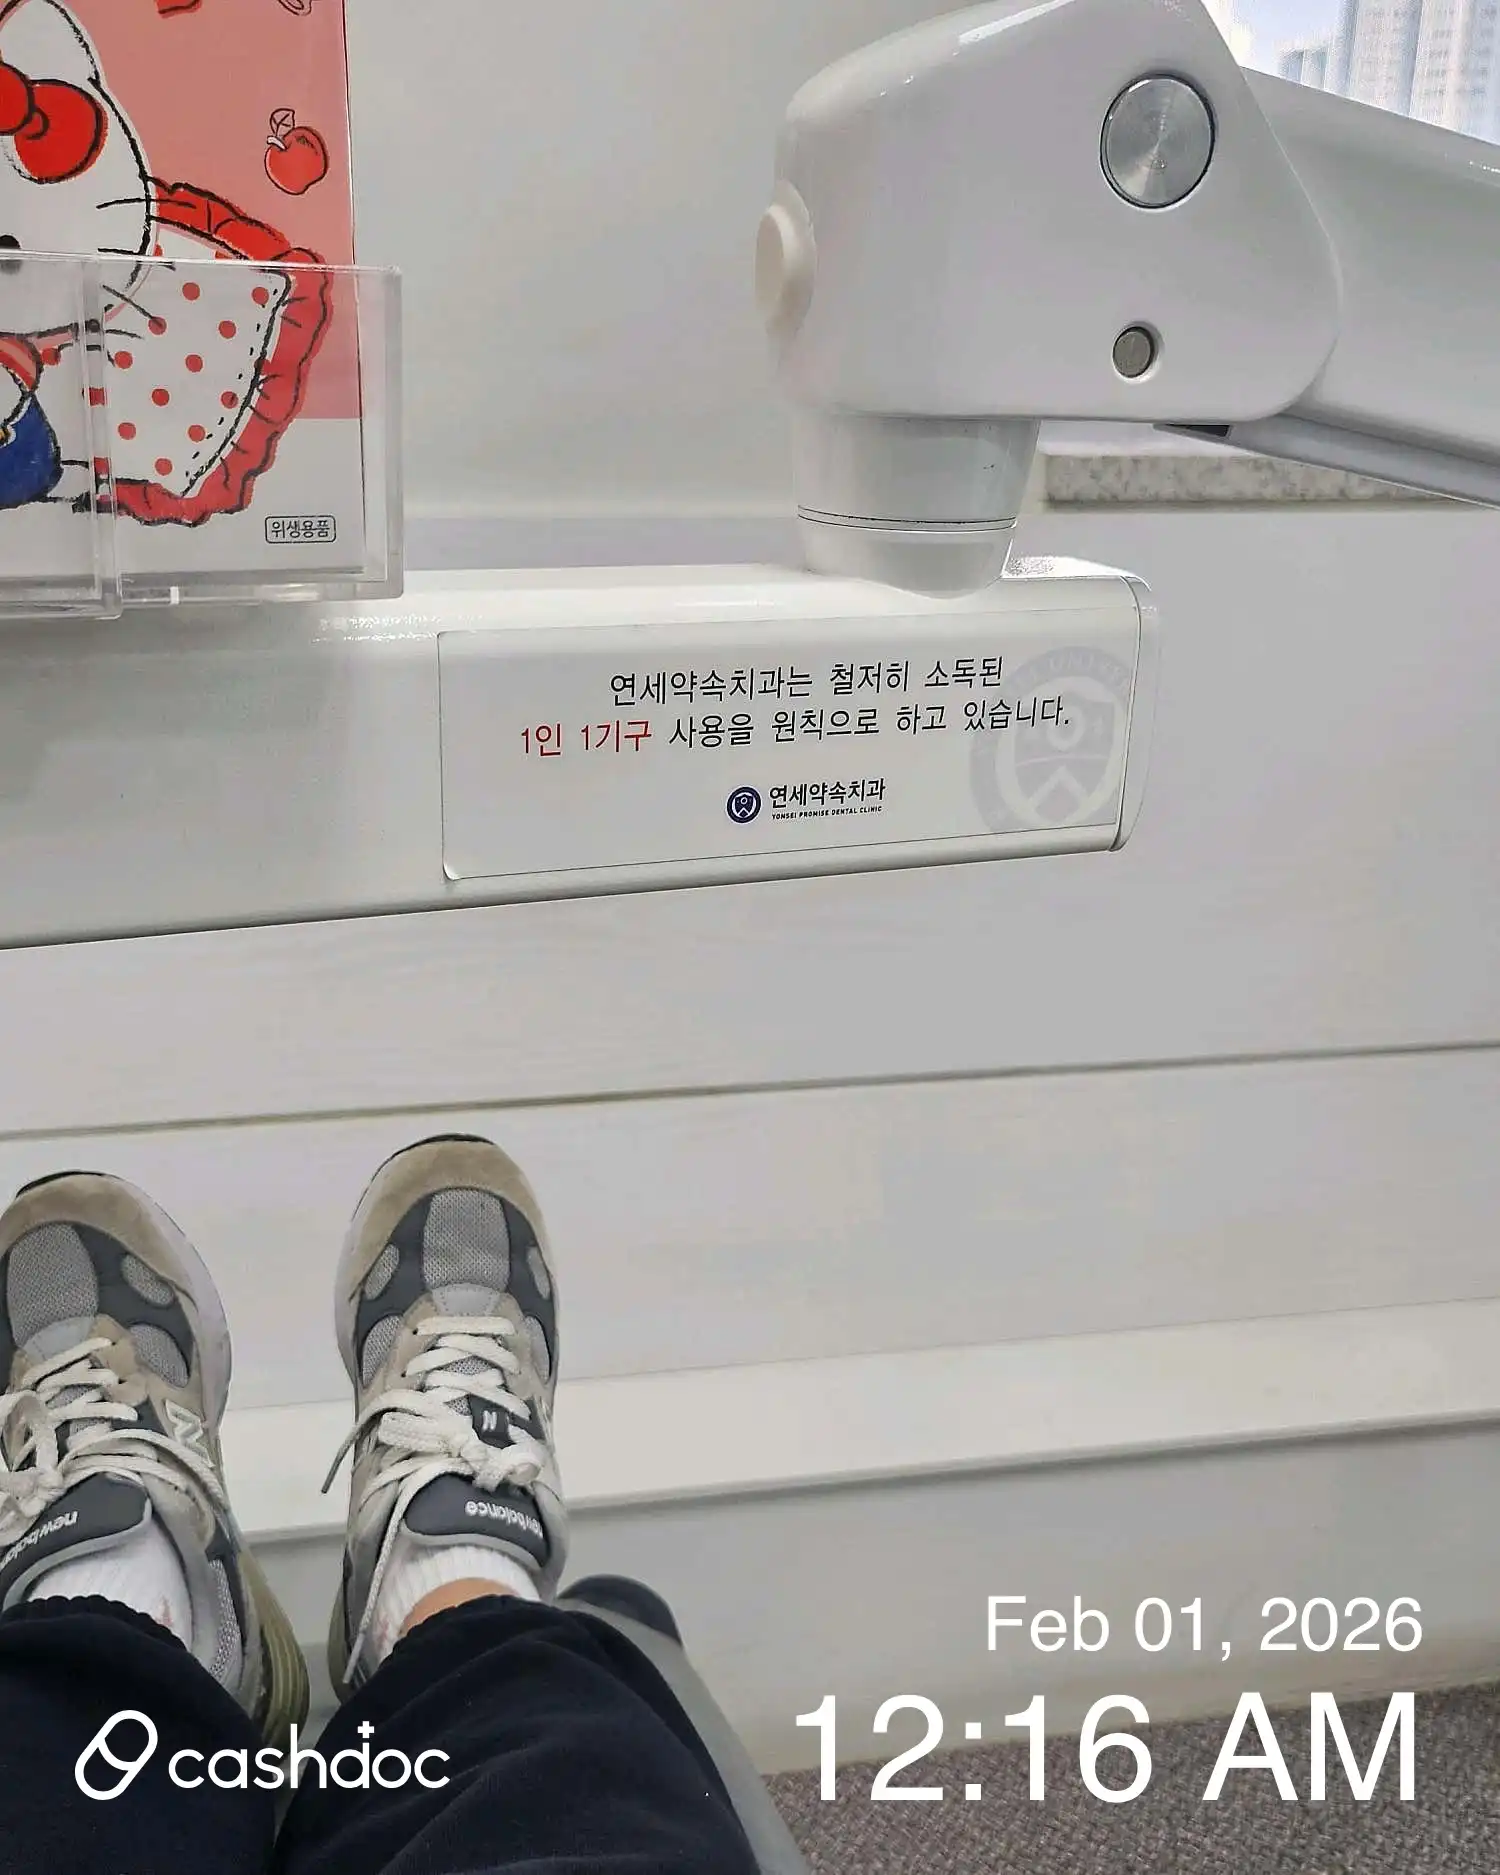 위생용품
연세약속치과는 철저히 소독된
1인 1기구 사용을 원칙으로 하고 있습니다.
연세약속치과
YONSEI PROMISE DENTAL CLINIC
N
N
new balance
new balance
Feb 01, 2026
12:16 AM
cashdoc